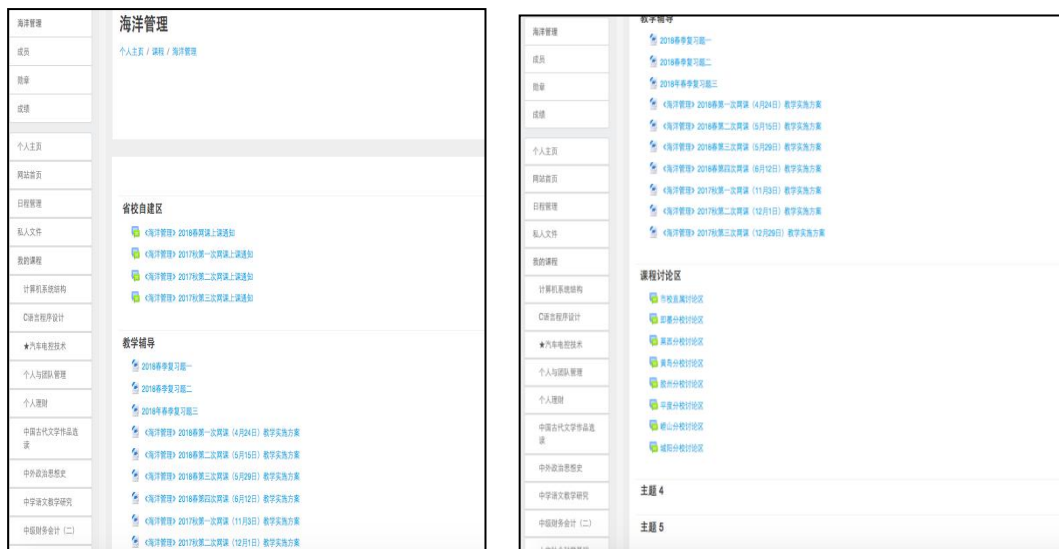 海洋管理
成员
勋章
成绩
个人主页
网站首页
日程管理
私人文件
我的课程
计算机系统结构
C语言程序设计
★汽车电控技术
个人与团队管理
个人理财
中国古代文学作品选
读
中外政治思想史
中学语文教学研究
中级财务会计（二）
海洋管理
个人主页 / 课程 / 海洋管理
省校自建区
《海洋管理》2018春网课上课通知
《海洋管理》2017秋第一次网课上课通知
《海洋管理》2017秋第二次网课上课通知
《海洋管理》2017秋第三次网课上课通知
教学辅导
2018春季复习题一
2018春季复习题二
2018年春季复习题三
《海洋管理》2018春第一次网课（4月24日）教学实施方案
《海洋管理》2018春第二次网课（5月15日）教学实施方案
《海洋管理》2018春第三次网课（5月29日）教学实施方案
《海洋管理》2018春第四次网课（6月12日）教学实施方案
《海洋管理》2017秋第一次网课（11月3日）教学实施方案
《海洋管理》2017秋第二次网课（12月1日）教学实施方案
海洋管理
成员
勋章
成绩
个人主页
网站首页
日程管理
私人文件
我的课程
计算机系统结构
C语言程序设计
★汽车电控技术
个人与团队管理
个人理财
中国古代文学作品选
读
中外政治思想史
中学语文教学研究
中级财务会计（二）
教学辅导
2018春季复习题一
2018春季复习题二
2018年春季复习题三
《海洋管理》2018春第一次网课（4月24日）教学实施方案
《海洋管理》2018春第二次网课（5月15日）教学实施方案
《海洋管理》2018春第三次网课（5月29日）教学实施方案
《海洋管理》2018春第四次网课（6月12日）教学实施方案
《海洋管理》2017秋第一次网课（11月3日）教学实施方案
《海洋管理》2017秋第二次网课（12月1日）教学实施方案
《海洋管理》2017秋第三次网课（12月29日）教学实施方案
课程讨论区
市校直属讨论区
即墨分校讨论区
莱西分校讨论区
黄岛分校讨论区
胶州分校讨论区
平度分校讨论区
崂山分校讨论区
城阳分校讨论区
主题 4
主题 5